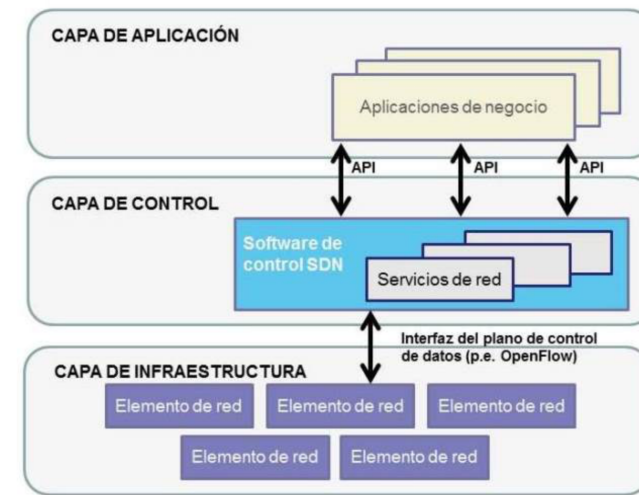 CAPA DE APLICACIÓN
Aplicaciones de negocio
API
API
API
CAPA DE CONTROL
Software de
control SDN
Servicios de red
Interfaz del plano de control
de datos (p.e. OpenFlow)
CAPA DE INFRAESTRUCTURA
Elemento de red
Elemento de red
Elemento de red
Elemento de red
Elemento de red